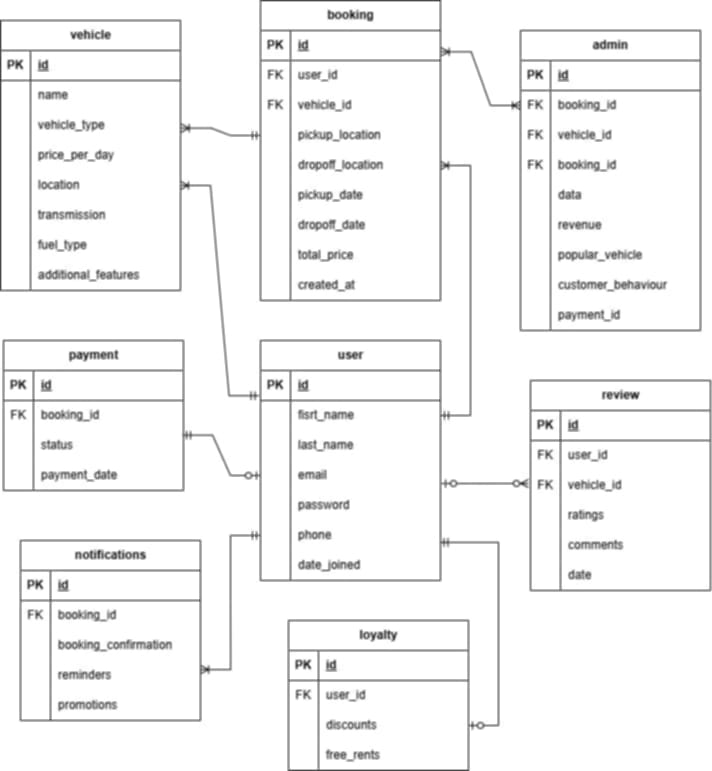 vehicle
PK id
name
vehicle_type
price_per_day
location
transmission
fuel_type
additional_features
booking
PK id
FK user_id
FK vehicle_id
pickup_location
dropoff_location
pickup_date
dropoff_date
total_price
created_at
admin
PK id
FK booking_id
FK vehicle_id
FK booking_id
data
revenue
popular_vehicle
customer_behaviour
payment_id
payment
PK id
FK booking_id
status
payment_date
user
PK id
fisrt_name
last_name
email
password
phone
date_joined
review
PK id
FK user_id
FK vehicle_id
ratings
comments
date
notifications
PK id
FK booking_id
booking_confirmation
reminders
promotions
loyalty
PK id
FK user_id
discounts
free_rents